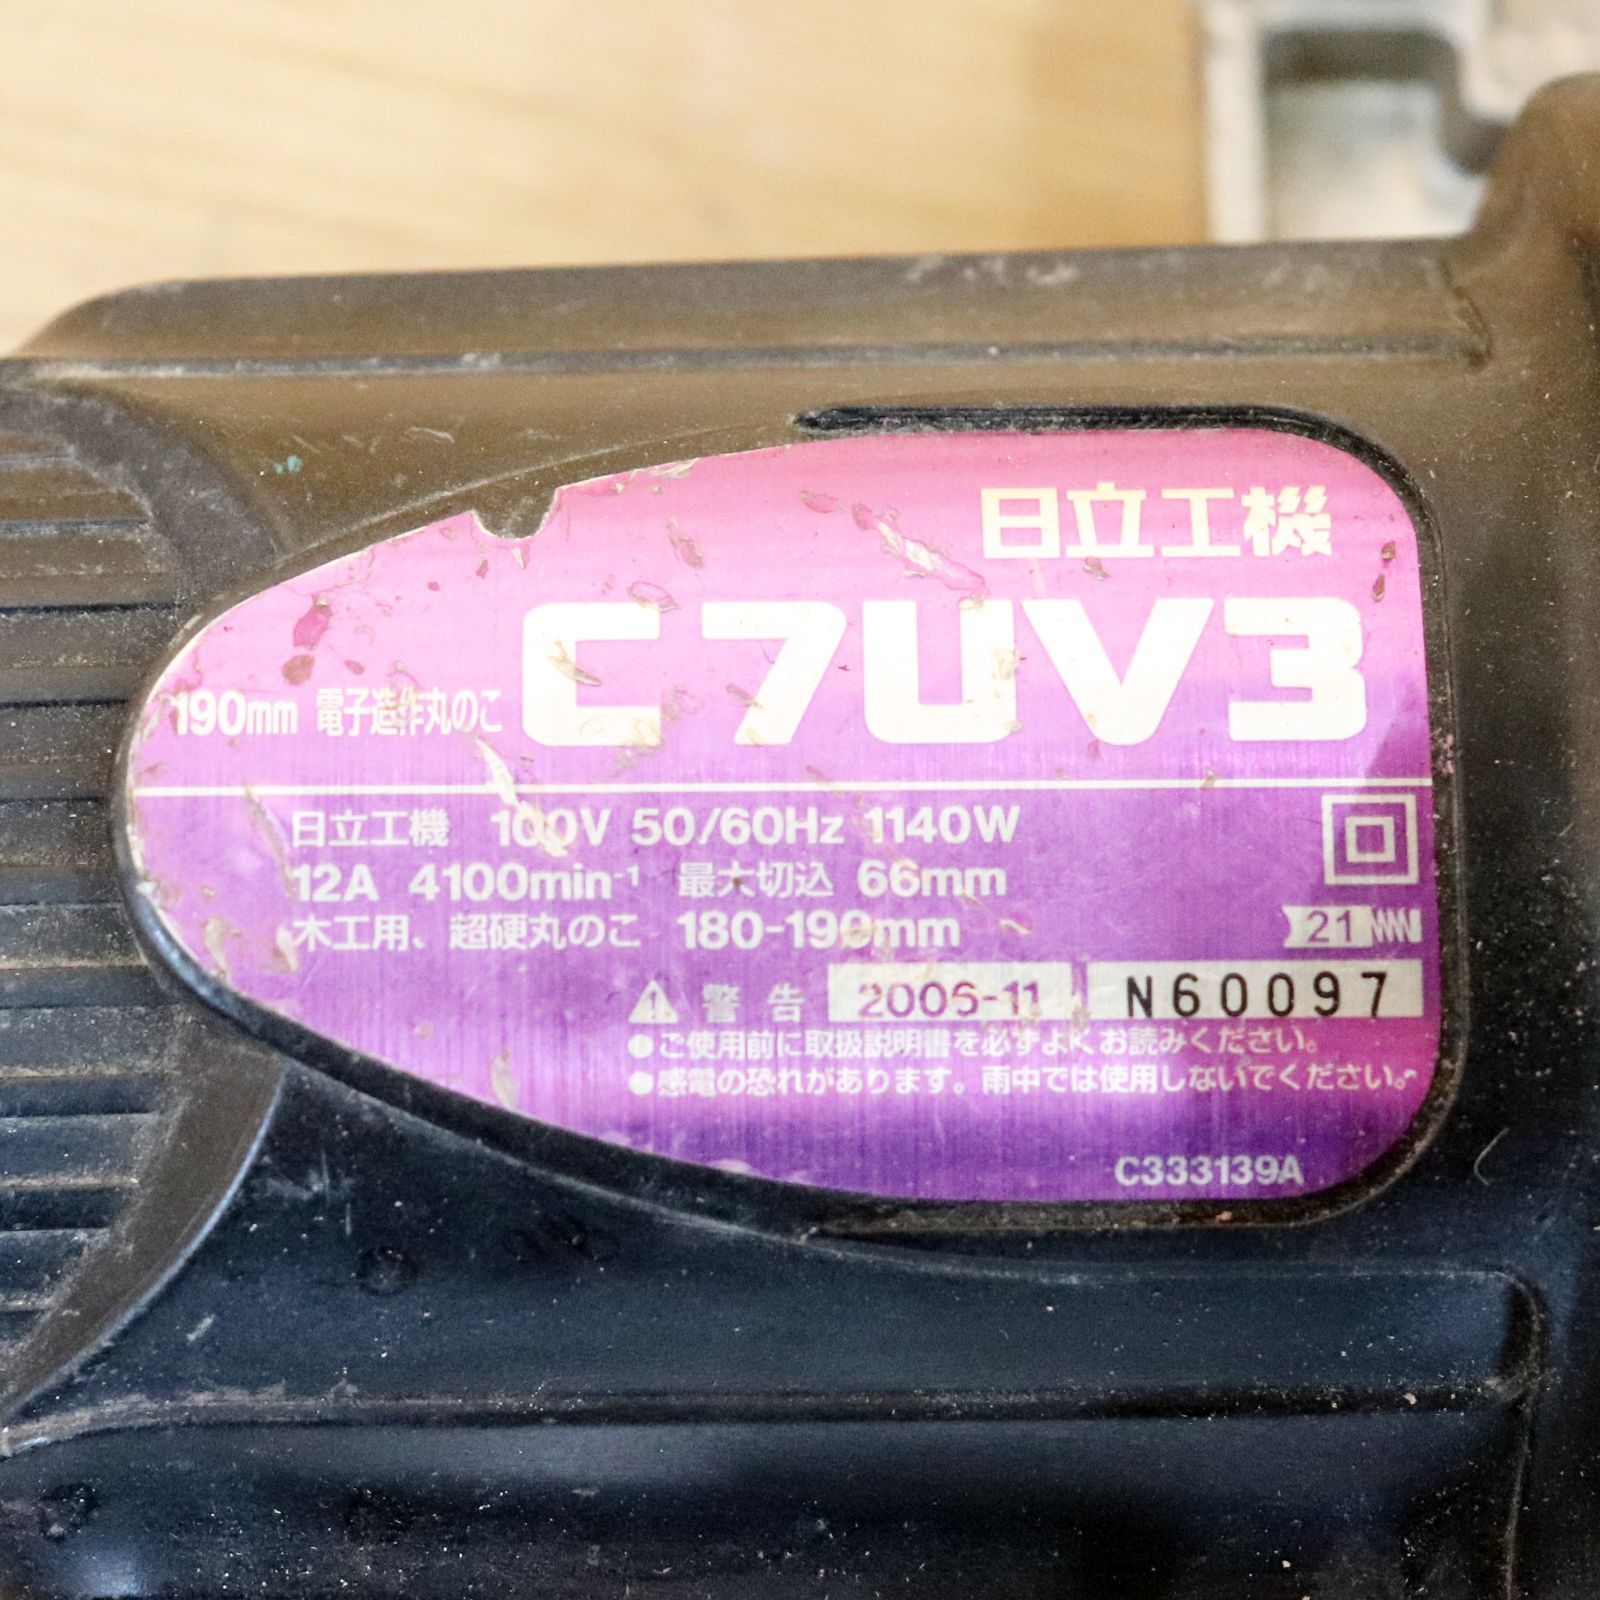 日立工機
190mm 電子造作丸のこ C7UV3
日立工機 100V 50/60Hz 1140W
12A 4100min⁻¹ 最大切込 66mm
木工用、超硬丸のこ 180-190mm
21
警告 2006-11 N60097
●ご使用前に取扱説明書を必ずよくお読みください。
●感電の恐れがあります。雨中では使用しないでください。
C333139A